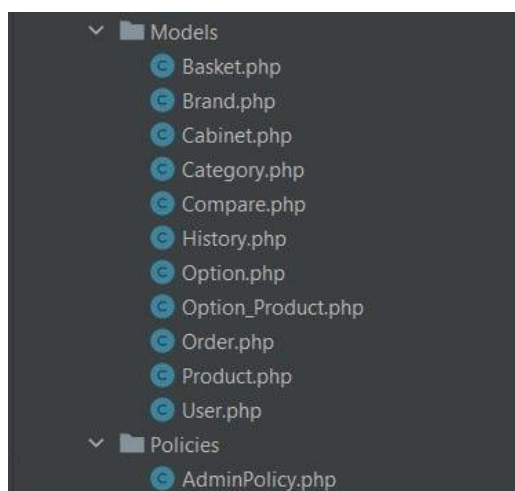 Models
Basket.php
Brand.php
Cabinet.php
Category.php
Compare.php
History.php
Option.php
Option_Product.php
Order.php
Product.php
User.php
Policies
AdminPolicy.php